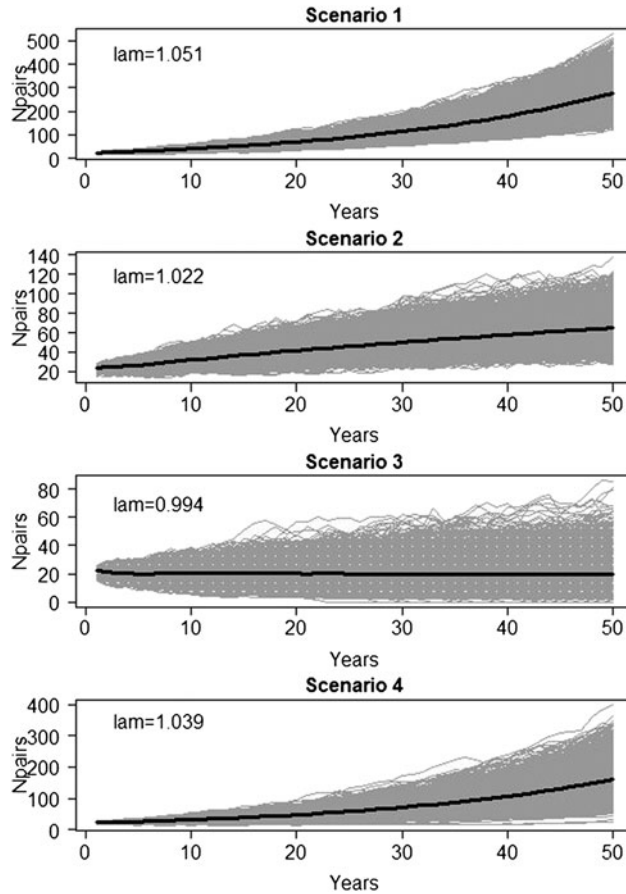 Scenario 1
lam=1.051
Npairs
500
400
300
200
100
0
0 10 20 30 40 50
Years
Scenario 2
lam=1.022
Npairs
140
120
100
80
60
40
20
0 10 20 30 40 50
Years
Scenario 3
lam=0.994
Npairs
80
60
40
20
0
0 10 20 30 40 50
Years
Scenario 4
lam=1.039
Npairs
400
300
200
100
0
0 10 20 30 40 50
Years